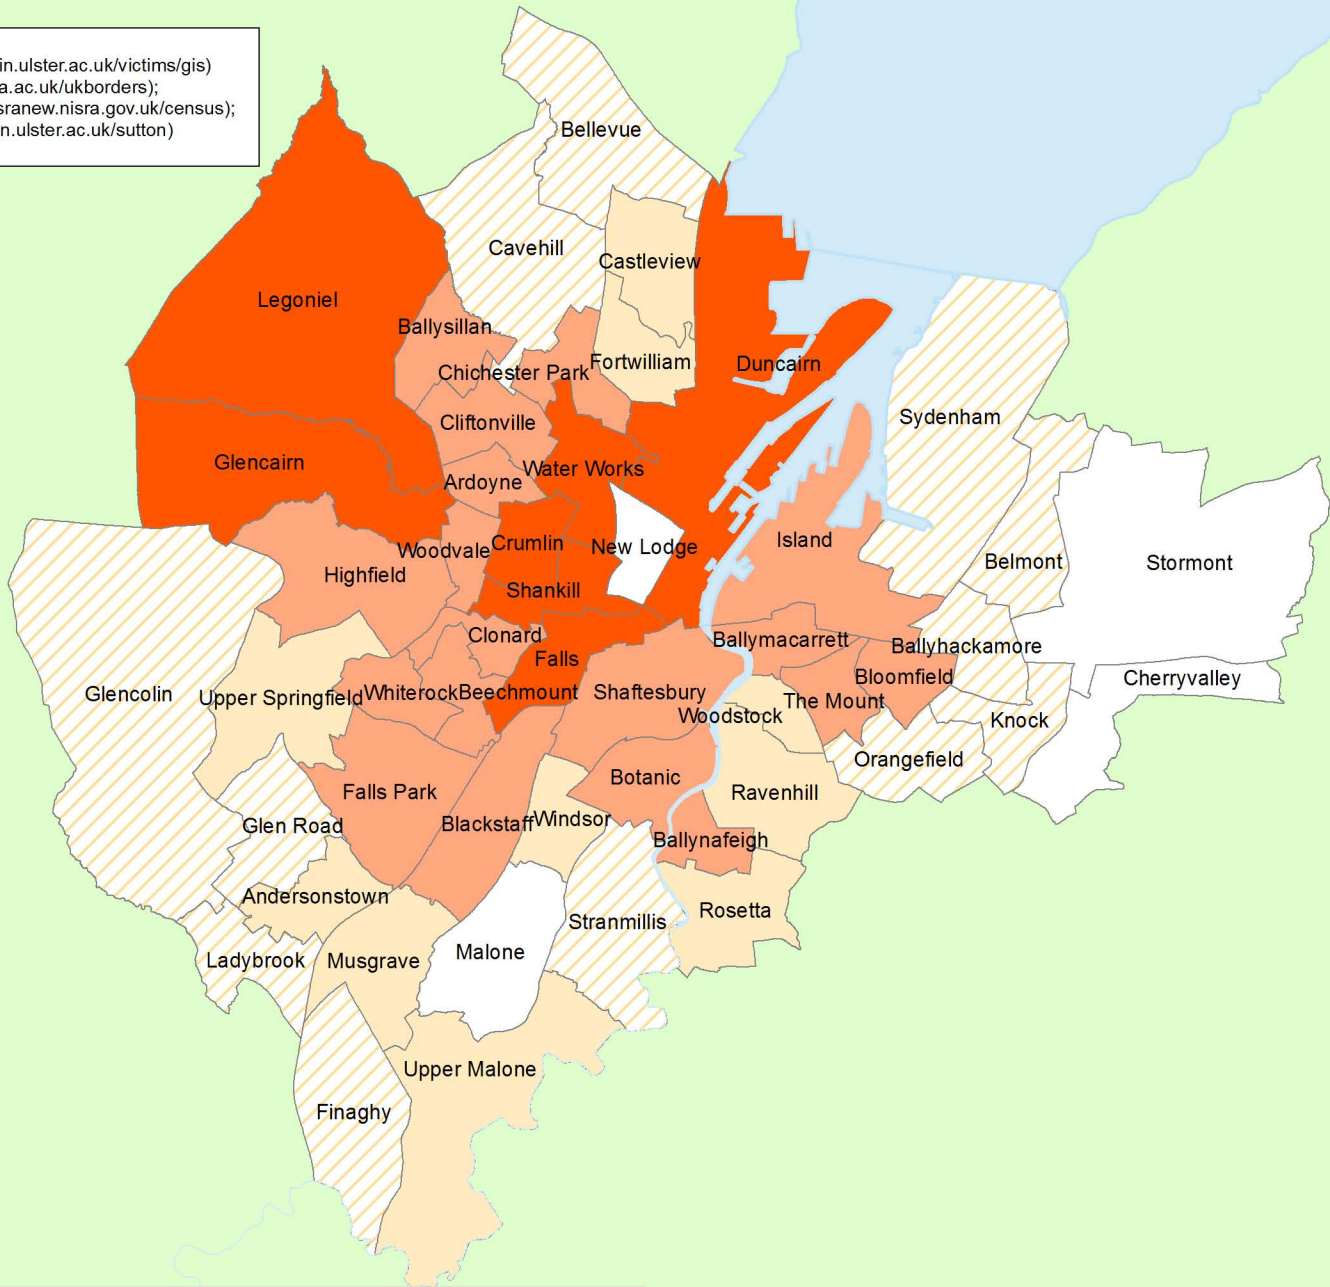 in.ulster.ac.uk/victims/gis)
a.ac.uk/ukborders);
sranew.nisra.gov.uk/census);
n.ulster.ac.uk/sutton)
Bellevue
Cavehill
Castleview
Legoniel
Ballysillan
Fortwilliam
Duncairn
Chichester Park
Sydenham
Cliftonville
Glencairn
Water Works
Ardoyne
Island
Crumlin
New Lodge
Woodvale
Belmont
Stormont
Highfield
Shankill
Clonard
Ballymacarrett
Ballyhackamore
Falls
Bloomfield
Cherryvalley
Glencolin
Upper Springfield
Whiterock
Beechmount
Shaftesbury
The Mount
Woodstock
Knock
Orangefield
Botanic
Falls Park
Ravenhill
Windsor
Glen Road
Blackstaff
Ballynafeigh
Andersonstown
Rosetta
Stranmillis
Malone
Ladybrook
Musgrave
Upper Malone
Finaghy